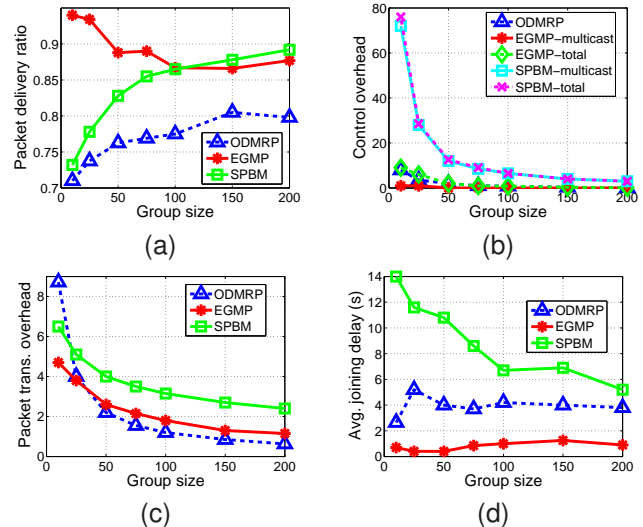 Packet delivery ratio
0.9
0.85
0.8
0.75
0.7
0 50 100 150 200
Group size
ODMRP
EGMP
SPBM
(a)
Control overhead
80
60
40
20
0
0 50 100 150 200
Group size
ODMRP
EGMP−multicast
EGMP−total
SPBM−multicast
SPBM−total
(b)
Packet trans. overhead
8
6
4
2
0
0 50 100 150 200
Group size
ODMRP
EGMP
SPBM
(c)
Avg. joining delay (s)
14
12
10
8
6
4
2
0
0 50 100 150 200
Group size
ODMRP
EGMP
SPBM
(d)